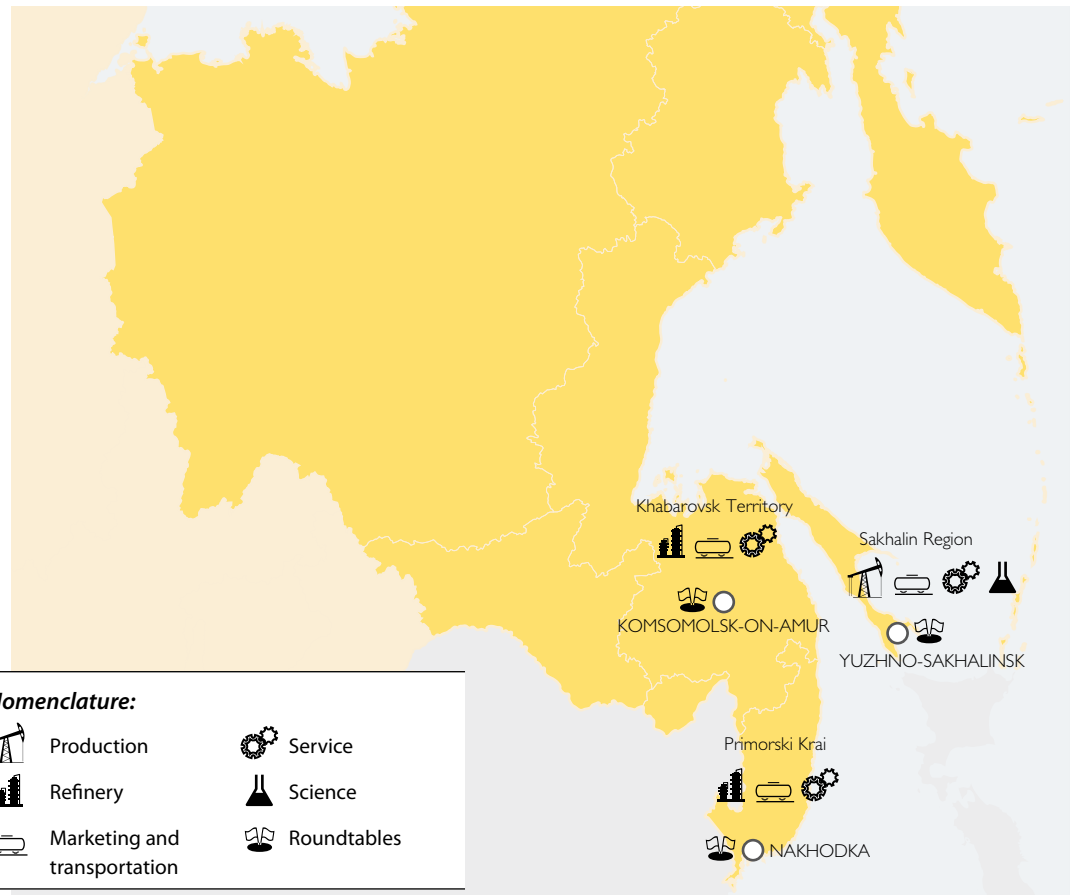 Khabarovsk Territory
Sakhalin Region
KOMSOMOLSK-ON-AMUR
YUZHNO-SAKHALINSK
Primorski Krai
NAKHODKA
omenclature:
Production
Service
Refinery
Science
Marketing and
transportation
Roundtables